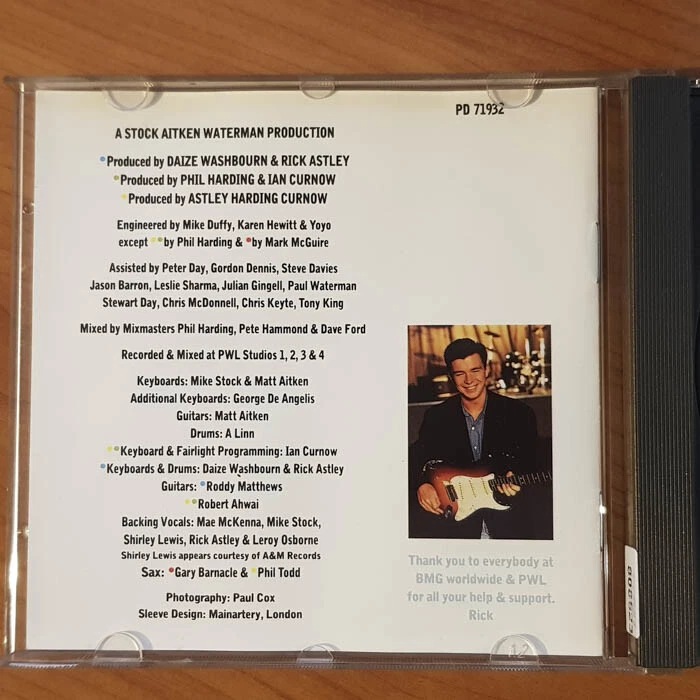 PD 71932
A STOCK AITKEN WATERMAN PRODUCTION
Produced by DAIZE WASHBOURN & RICK ASTLEY
Produced by PHIL HARDING & IAN CURNOW
Produced by ASTLEY HARDING CURNOW
Engineered by Mike Duffy, Karen Hewitt & Yoyo
except by Phil Harding & by Mark McGuire
Assisted by Peter Day, Gordon Dennis, Steve Davies
Jason Barron, Leslie Sharma, Julian Gingell, Paul Waterman
Stewart Day, Chris McDonnell, Chris Keyte, Tony King
Mixed by Mixmasters Phil Harding, Pete Hammond & Dave Ford
Recorded & Mixed at PWL Studios 1, 2, 3 & 4
Keyboards: Mike Stock & Matt Aitken
Additional Keyboards: George De Angelis
Guitars: Matt Aitken
Drums: A Linn
Keyboard & Fairlight Programming: Ian Curnow
Keyboards & Drums: Daize Washbourn & Rick Astley
Guitars: Roddy Matthews
Robert Ahwai
Backing Vocals: Mae McKenna, Mike Stock,
Shirley Lewis, Rick Astley & Leroy Osborne
Shirley Lewis appears courtesy of A&M Records
Sax: Gary Barnacle & Phil Todd
Photography: Paul Cox
Sleeve Design: Mainartery, London
Thank you to everybody at
BMG worldwide & PWL
for all your help & support.
Rick